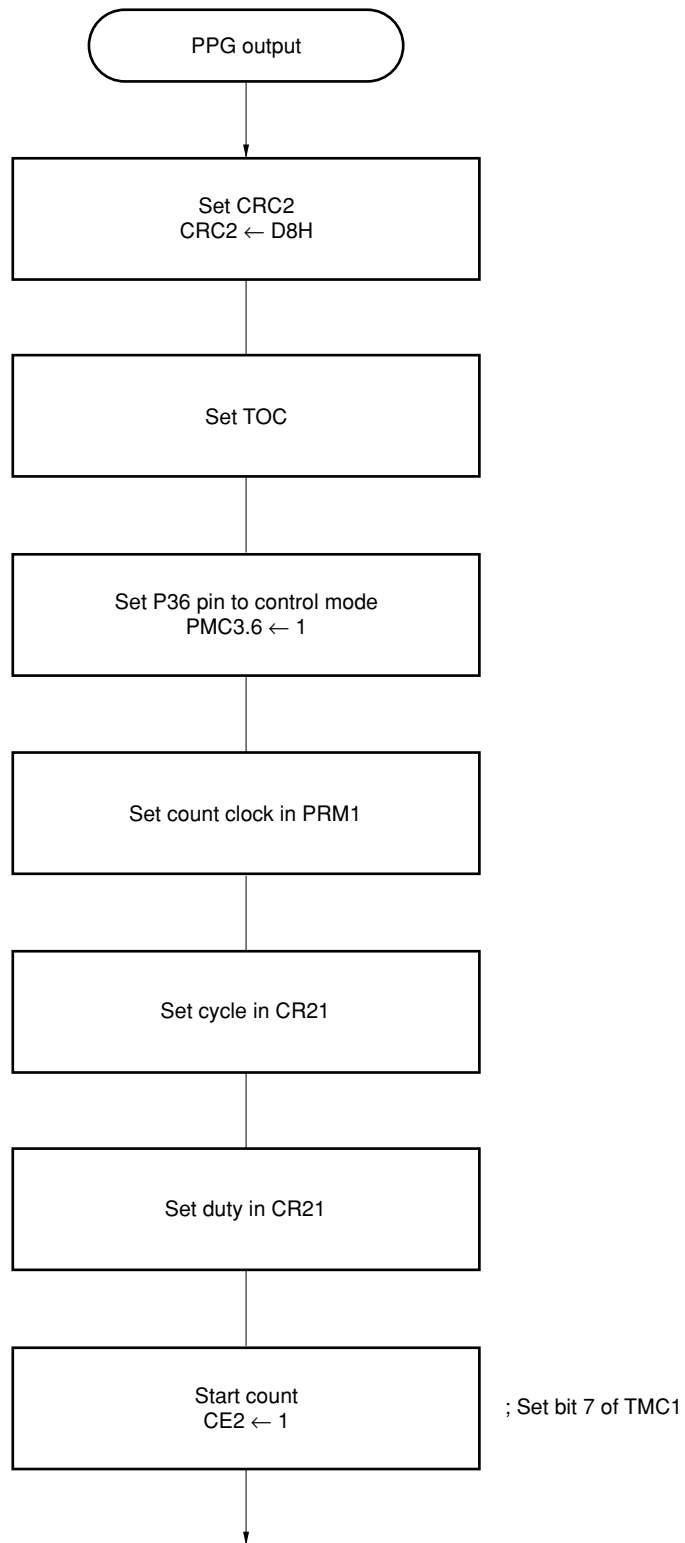 PPG output
Set CRC2
CRC2 ← D8H
Set TOC
Set P36 pin to control mode
PMC3.6 ← 1
Set count clock in PRM1
Set cycle in CR21
Set duty in CR21
Start count
CE2 ← 1
; Set bit 7 of TMC1